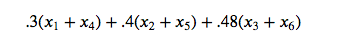 .3(x₁ + x₄) + .4(x₂ + x₅) + .48(x₃ + x₆)